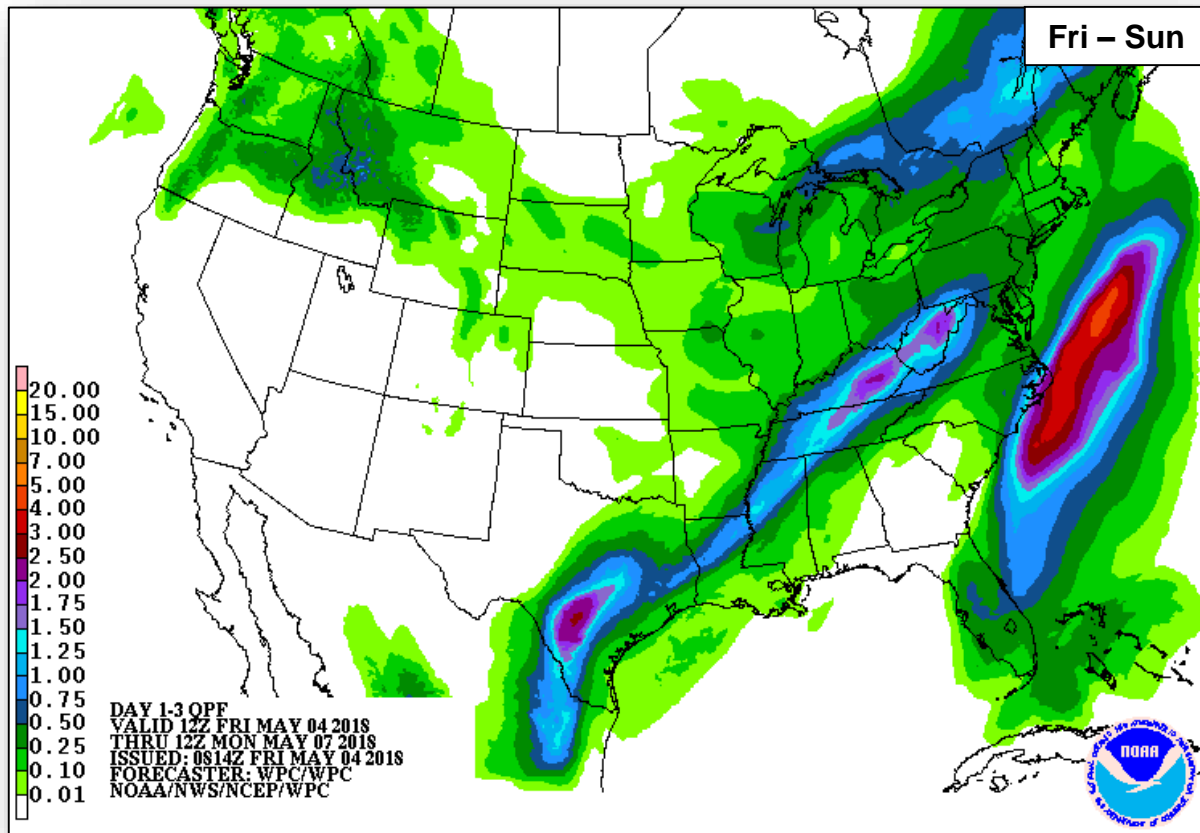 Fri – Sun
20.00
15.00
10.00
7.00
5.00
4.00
3.00
2.50
2.00
1.75
1.50
1.25
1.00
0.75
0.50
0.25
0.10
0.01
DAY 1-3 QPF
VALID 12Z FRI MAY 04 2018
THRU 12Z MON MAY 07 2018
ISSUED: 0814Z FRI MAY 04 2018
FORECASTER: WPC/WPC
NOAA/NWS/NCEP/WPC
NOAA